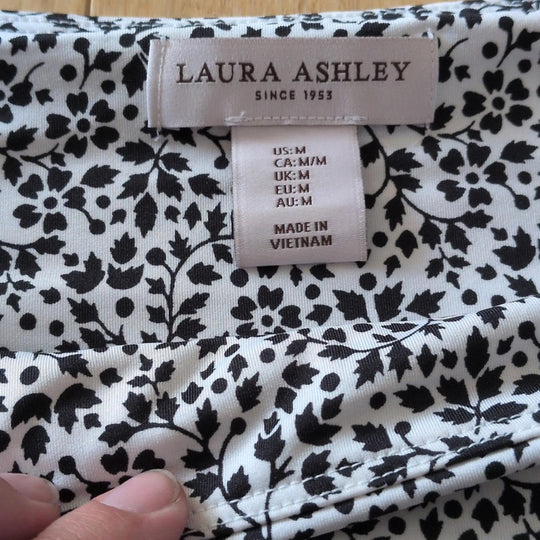 LAURA ASHLEY
SINCE 1953
US: M
CA: M/M
UK: M
EU: M
AU: M
MADE IN
VIETNAM